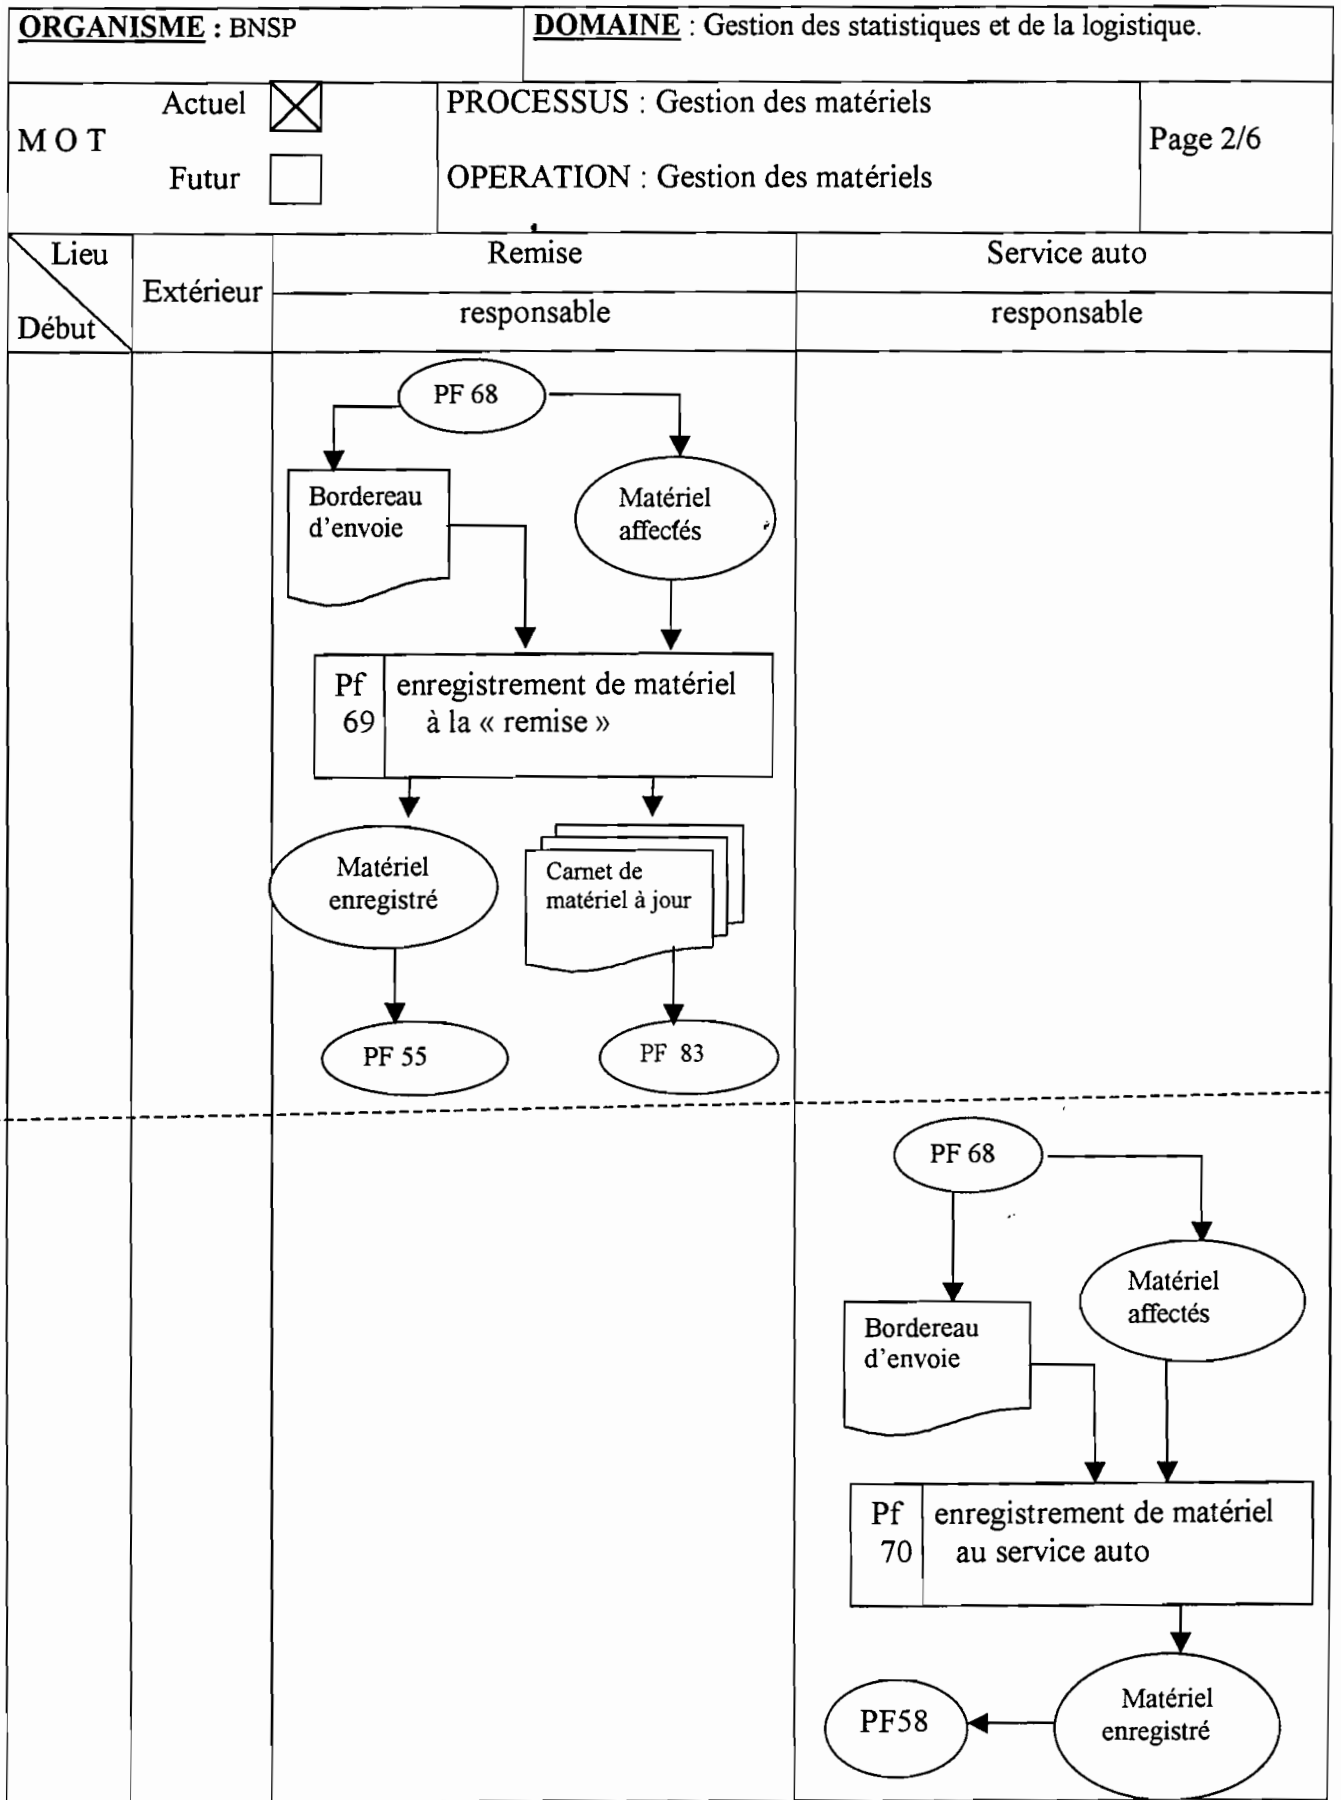 ORGANISME : BNSP
DOMAINE : Gestion des statistiques et de la logistique.
M O T
Actuel
Futur
PROCESSUS : Gestion des matériels
OPERATION : Gestion des matériels
Page 2/6
Lieu
Début
Extérieur
Remise
responsable
Service auto
responsable
PF 68
Bordereau
d'envoie
Matériel
affectés
Pf
69
enregistrement de matériel
à la « remise »
Matériel
enregistré
Carnet de
matériel à jour
PF 55
PF 83
PF 68
Matériel
affectés
Bordereau
d'envoie
Pf
70
enregistrement de matériel
au service auto
PF58
Matériel
enregistré